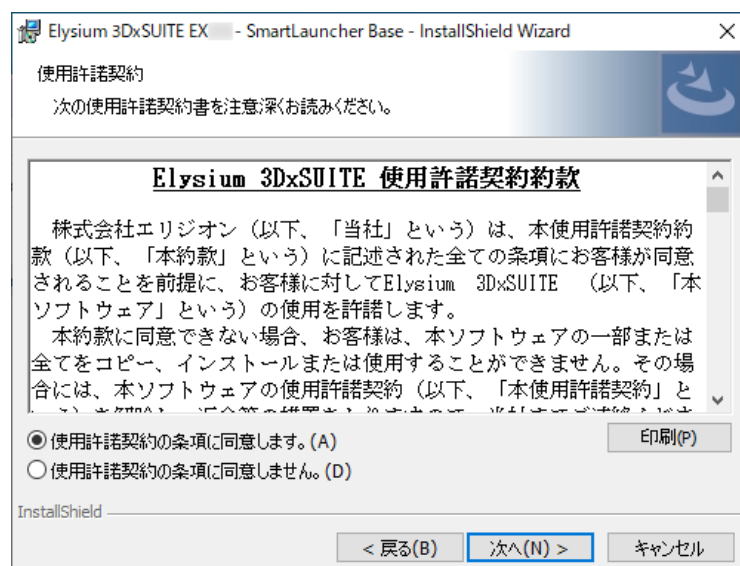 Elysium 3DxSUITE EX - SmartLauncher Base - InstallShield Wizard
使用許諾契約
次の使用許諾契約書を注意深くお読みください。
Elysium 3DxSUITE 使用許諾契約約款
株式会社エリジオン（以下、「当社」という）は、本使用許諾契約約
款（以下、「本約款」という）に記述された全ての条項にお客様が同意
されることを前提に、お客様に対してElysium 3DxSUITE （以下、「本
ソフトウェア」という）の使用を許諾します。
本約款に同意できない場合、お客様は、本ソフトウェアの一部または
全てをコピー、インストールまたは使用することができません。その場
合には、本ソフトウェアの使用許諾契約（以下、「本使用許諾契約」と
使用許諾契約の条項に同意します。(A)
印刷(P)
使用許諾契約の条項に同意しません。(D)
InstallShield
< 戻る(B)
次へ(N) >
キャンセル